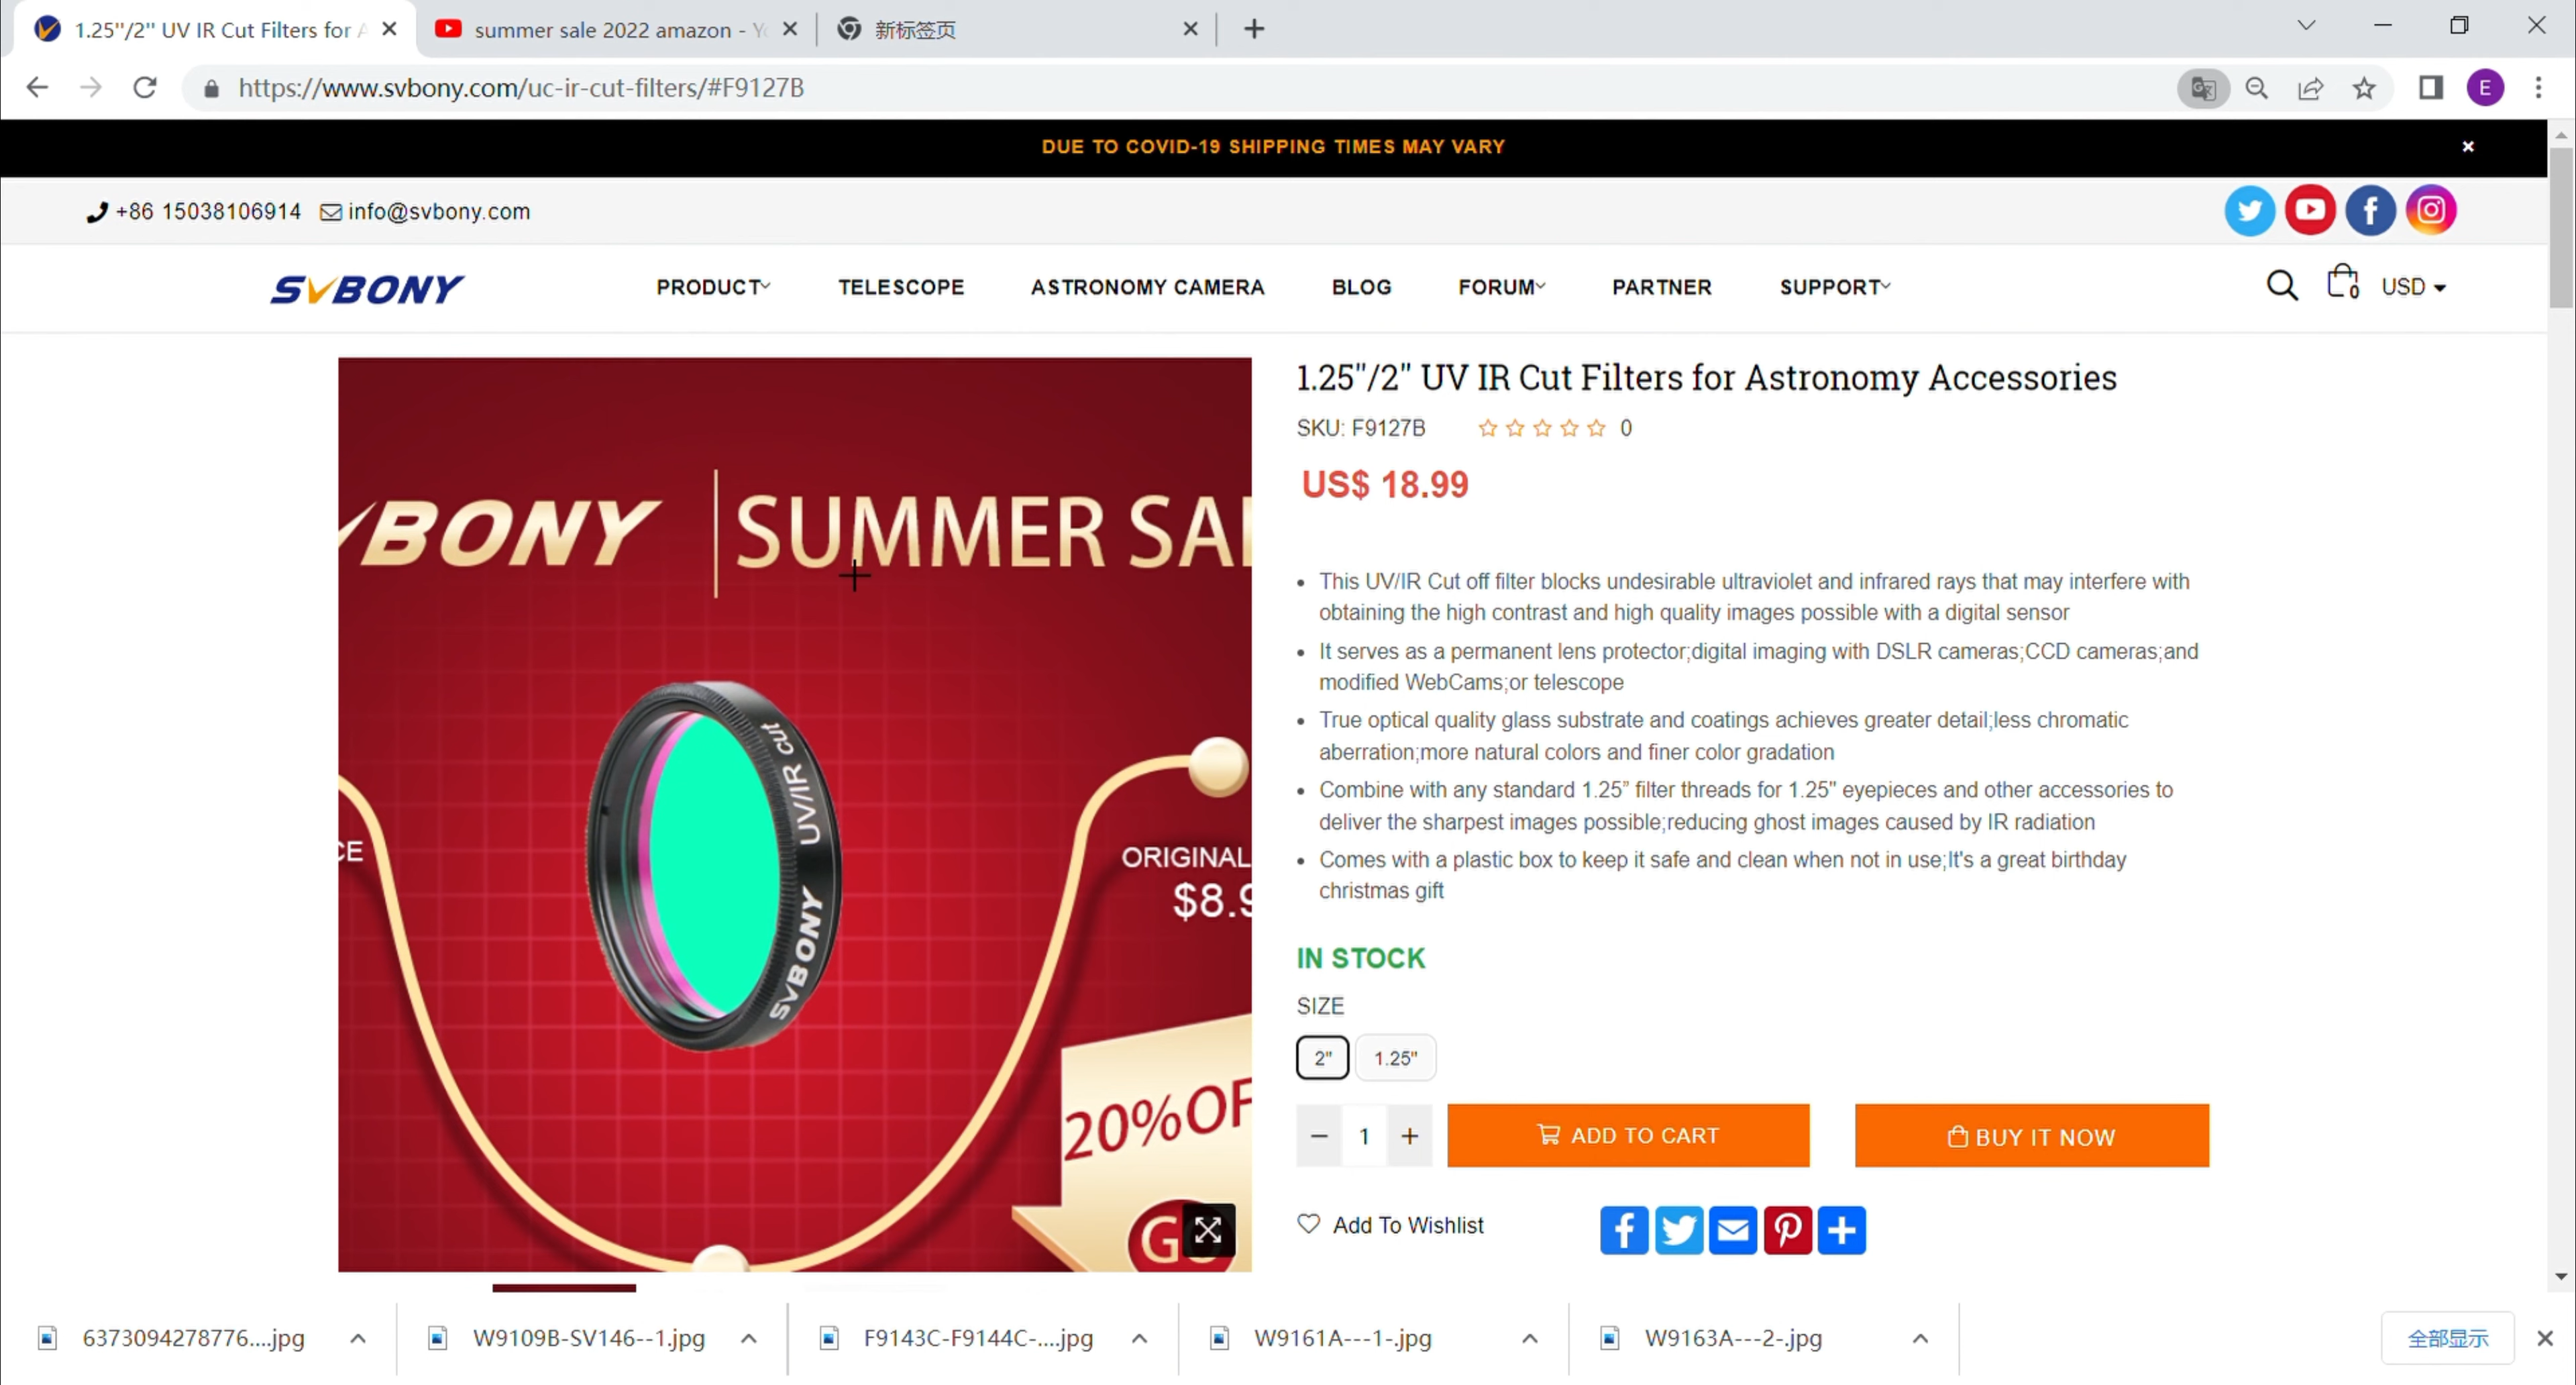 1.25"/2" UV IR Cut Filters for A
summer sale 2022 amazon - Yo
新标签页
https://www.svbony.com/uc-ir-cut-filters/#F9127B
E
DUE TO COVID-19 SHIPPING TIMES MAY VARY
+86 15038106914 info@svbony.com
SVBONY
PRODUCT TELESCOPE ASTRONOMY CAMERA BLOG FORUM PARTNER SUPPORT
0 USD
VBONY | SUMMER SAL
CE
UV/IR cut
SVBONY
ORIGINAL
$8.9
20%OF
GO
1.25"/2" UV IR Cut Filters for Astronomy Accessories
SKU: F9127B 0
US$ 18.99
• This UV/IR Cut off filter blocks undesirable ultraviolet and infrared rays that may interfere with
obtaining the high contrast and high quality images possible with a digital sensor
• It serves as a permanent lens protector;digital imaging with DSLR cameras;CCD cameras;and
modified WebCams;or telescope
• True optical quality glass substrate and coatings achieves greater detail;less chromatic
aberration;more natural colors and finer color gradation
• Combine with any standard 1.25” filter threads for 1.25" eyepieces and other accessories to
deliver the sharpest images possible;reducing ghost images caused by IR radiation
• Comes with a plastic box to keep it safe and clean when not in use;It's a great birthday
christmas gift
IN STOCK
SIZE
2" 1.25"
− 1 + ADD TO CART BUY IT NOW
Add To Wishlist
6373094278776....jpg
W9109B-SV146--1.jpg
F9143C-F9144C-....jpg
W9161A---1-.jpg
W9163A---2-.jpg
全部显示